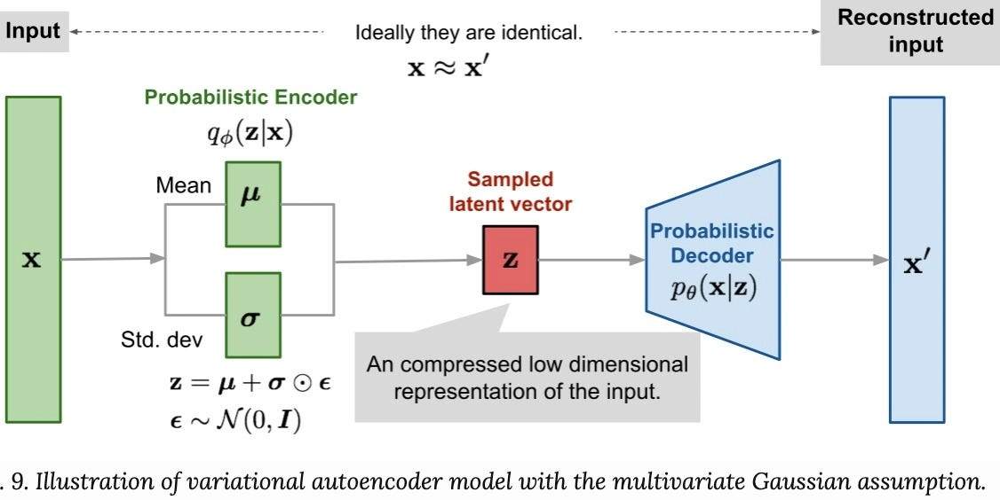 Input
Ideally they are identical.
x ≈ x′
Reconstructed
input
Probabilistic Encoder
qϕ(z|x)
Mean
μ
Sampled
latent vector
x
z
Probabilistic
Decoder
pθ(x|z)
x′
σ
Std. dev
z = μ + σ ⊙ ϵ
ϵ ∼ 𝒩(0, I)
An compressed low dimensional
representation of the input.
. 9. Illustration of variational autoencoder model with the multivariate Gaussian assumption.